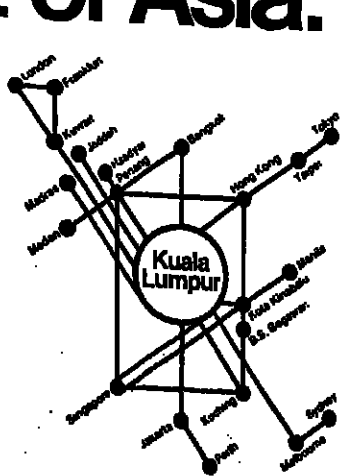 of Asia.
London
Frankfurt
Kuwait
Jeddah
Madras
Penang
Bangkok
Medan
Hong Kong
Taipei
Tokyo
Kuala
Lumpur
Manila
Kota Kinabalu
B.S. Begawan
Singapore
Kuching
Jakarta
Perth
Sydney
Melbourne